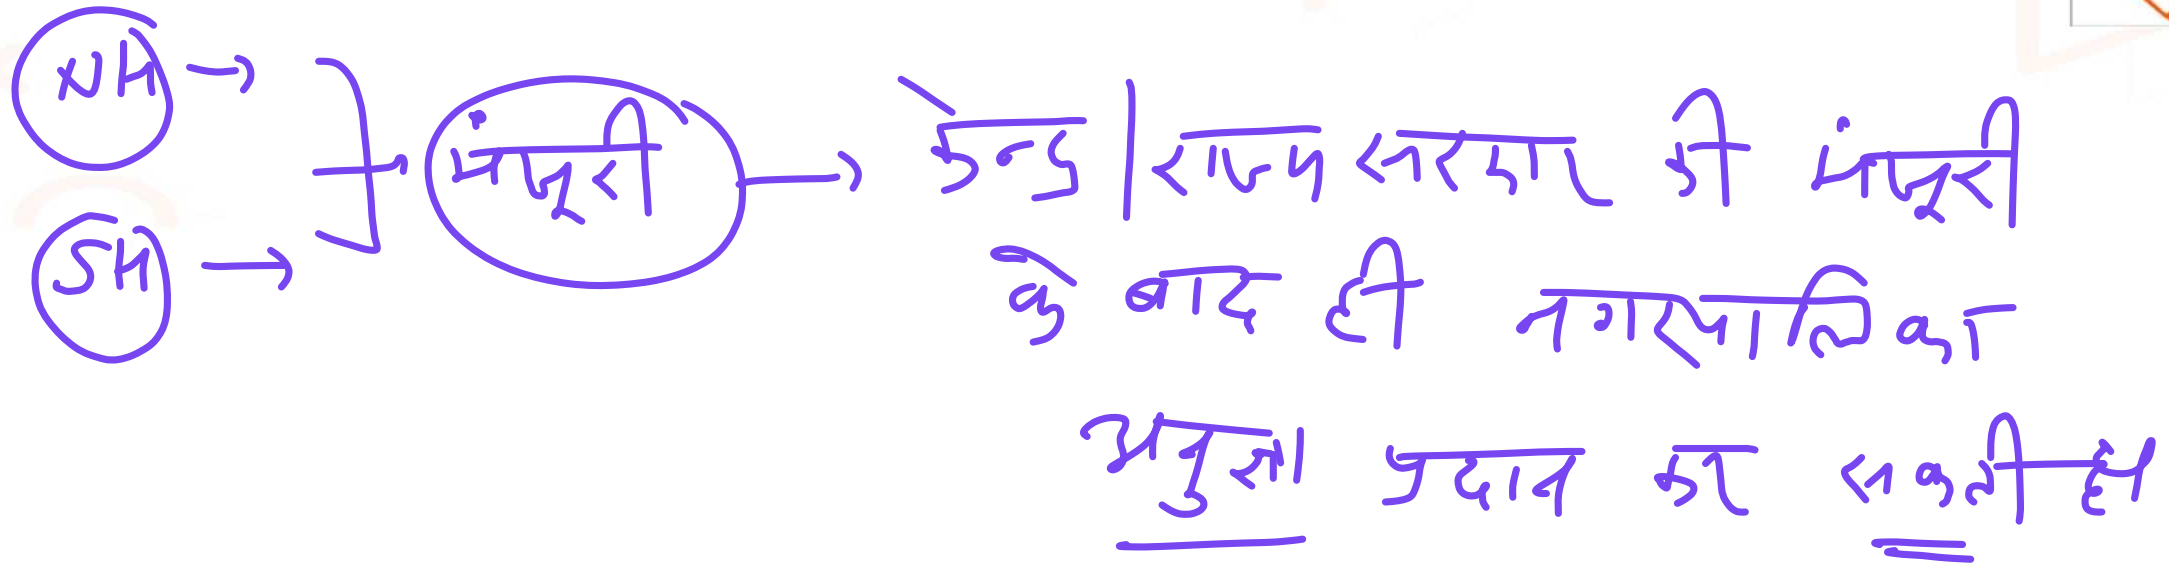 NH → मंजूरी → केन्द्र | राज्य सरकार की मंजूरी
SH → के बाद ही नगरपालिका
अनुज्ञा प्रदान कर सकती है।